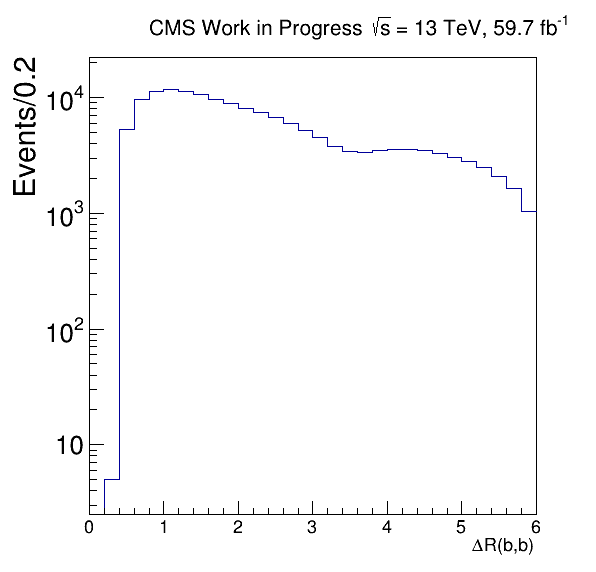 CMS Work in Progress √s = 13 TeV, 59.7 fb⁻¹
Events/0.2
10⁴
10³
10²
10
0 1 2 3 4 5 6
ΔR(b,b)